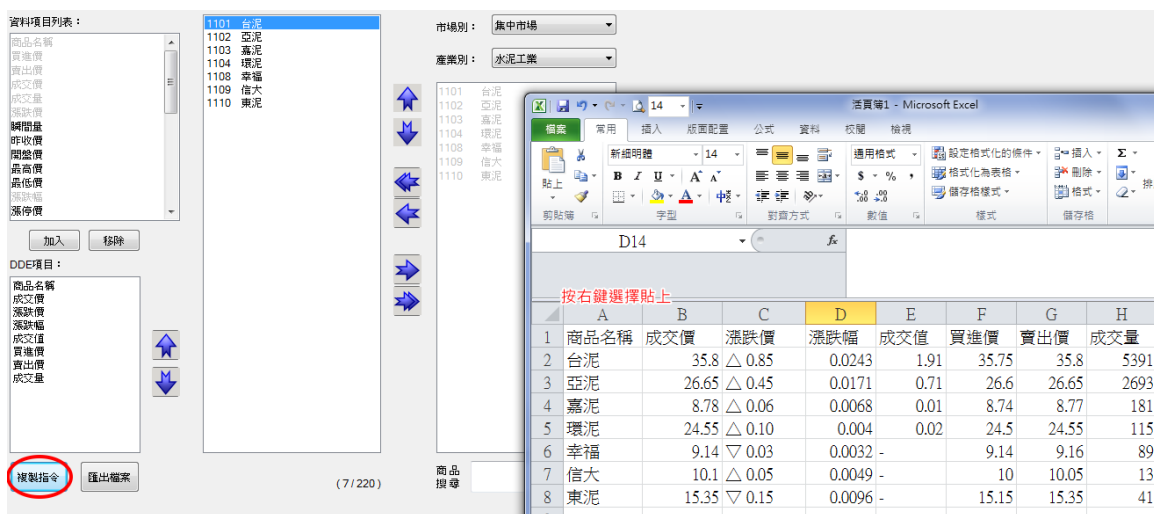 資料項目列表：
商品名稱
買進價
賣出價
成交價
成交量
漲跌價
瞬間量
昨收價
開盤價
最高價
最低價
漲跌幅
漲停價
加入
移除
DDE項目：
商品名稱
成交價
漲跌價
漲跌幅
成交值
買進價
賣出價
成交量
複製指令
匯出檔案
1101 台泥
1102 亞泥
1103 嘉泥
1104 環泥
1108 幸福
1109 信大
1110 東泥
(7/220)
市場別： 集中市場
產業別： 水泥工業
1101 台泥
1102 亞泥
1103 嘉泥
1104 環泥
1108 幸福
1109 信大
1110 東泥
商品
搜尋
14
活頁簿1 - Microsoft Excel
檔案 常用 插入 版面配置 公式 資料 校閱 檢視
貼上
剪貼簿
新細明體 14
B I U A A
A 中
字型
對齊方式
通用格式
$ % ,
數值
設定格式化的條件
格式化為表格
儲存格樣式
樣式
插入
刪除
格式
儲存格
Σ
排
D14
fx
按右鍵選擇貼上
A B C D E F G H
1 商品名稱 成交價 漲跌價 漲跌幅 成交值 買進價 賣出價 成交量
2 台泥 35.8 △ 0.85 0.0243 1.91 35.75 35.8 5391
3 亞泥 26.65 △ 0.45 0.0171 0.71 26.6 26.65 2693
4 嘉泥 8.78 △ 0.06 0.0068 0.01 8.74 8.77 181
5 環泥 24.55 △ 0.10 0.004 0.02 24.5 24.55 115
6 幸福 9.14 ▽ 0.03 0.0032 - 9.14 9.16 89
7 信大 10.1 △ 0.05 0.0049 - 10 10.05 13
8 東泥 15.35 ▽ 0.15 0.0096 - 15.15 15.35 41